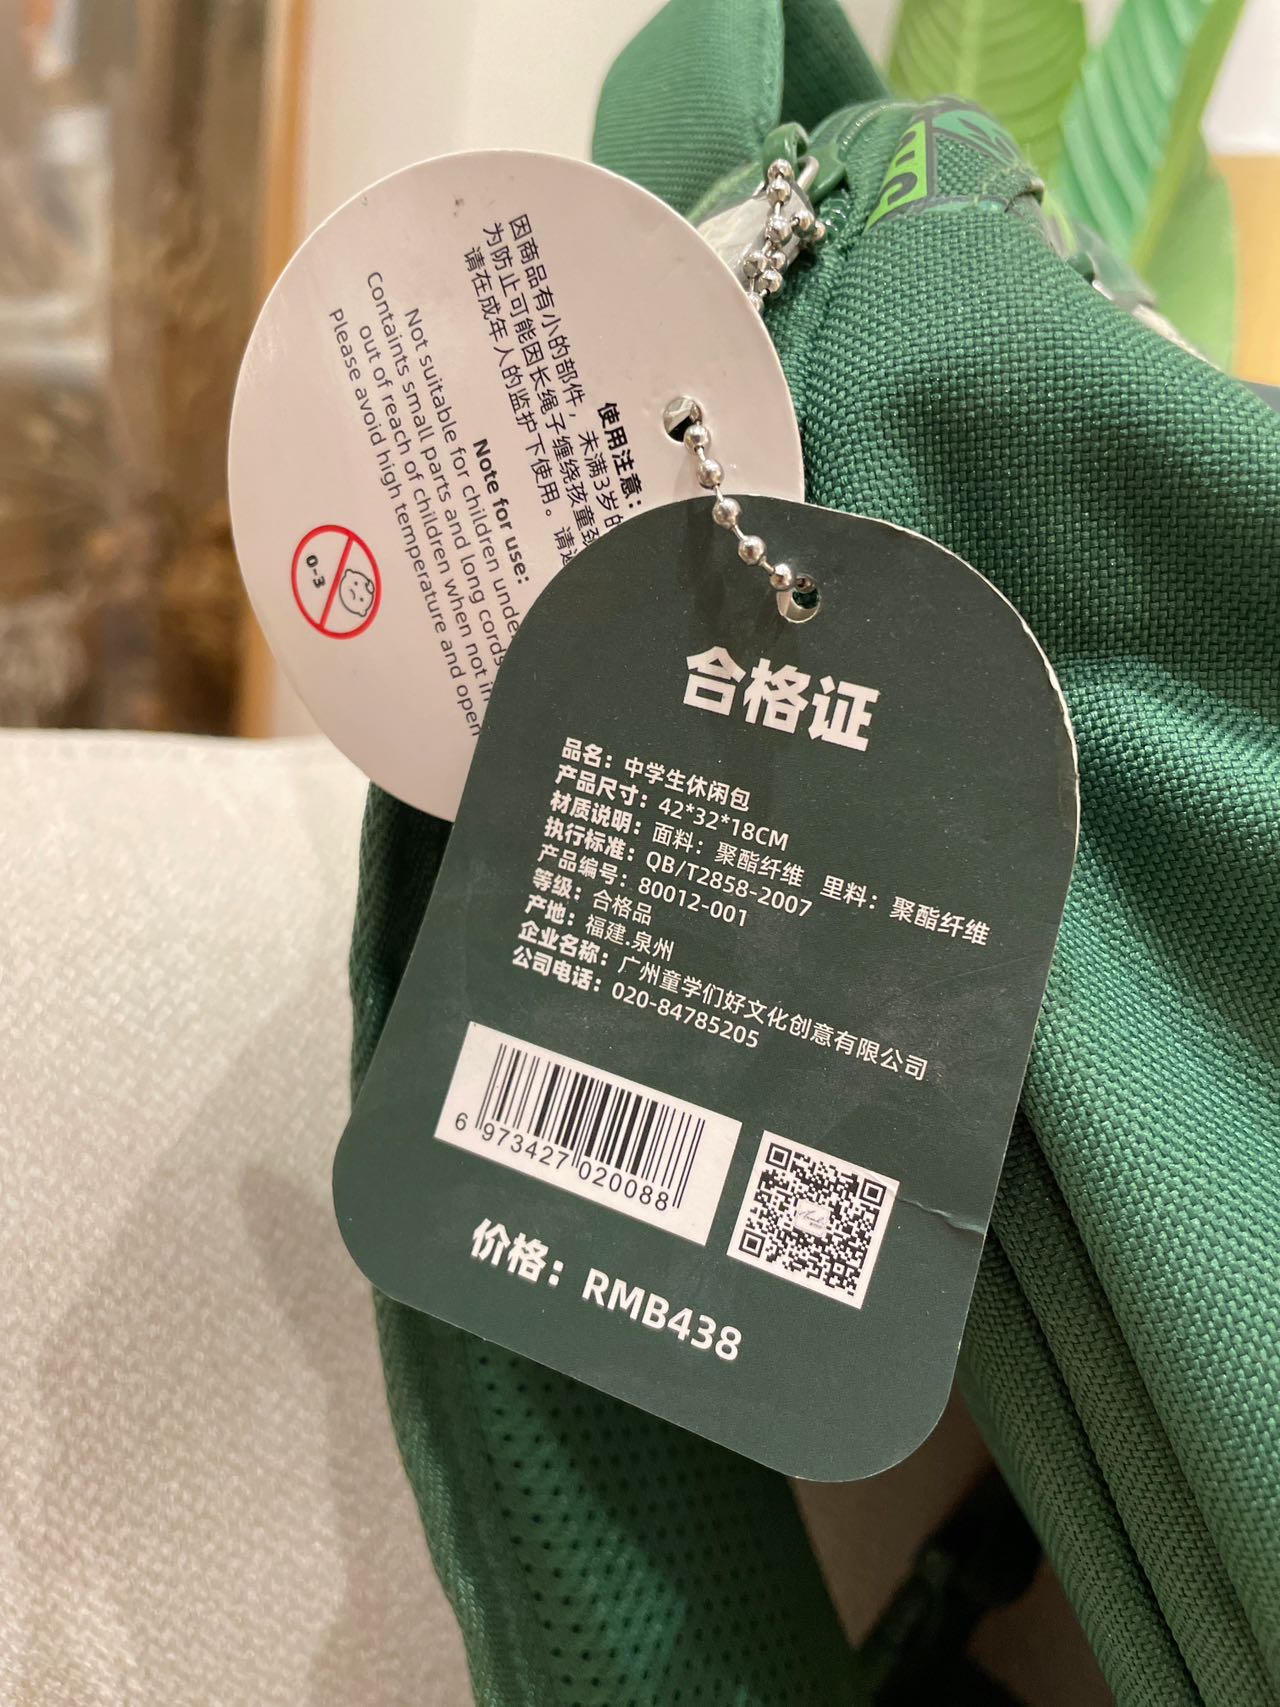 使用注意：
因商品有小的部件，未满3岁的
为防止可能因长绳子缠绕孩童
请在成年人的监护下使用。请
Note for use:
Not suitable for children unde
Containts small parts and long cords
out of reach of children when not in
Please avoid high temperature and open
0-3
合格证
品名：中学生休闲包
产品尺寸：42*32*18CM
材质说明：面料：聚酯纤维 里料：聚酯纤维
执行标准：QB/T2858-2007
产品编号：80012-001
等级：合格品
产地：福建.泉州
企业名称：广州童学们好文化创意有限公司
公司电话：020-84785205
6 973427 020088
价格：RMB438